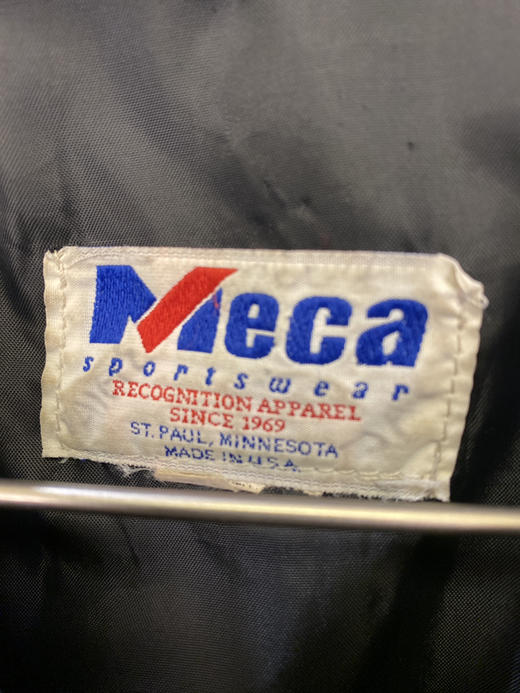 Meca
sportswear
RECOGNITION APPAREL
SINCE 1969
ST. PAUL, MINNESOTA
MADE IN U.S.A.